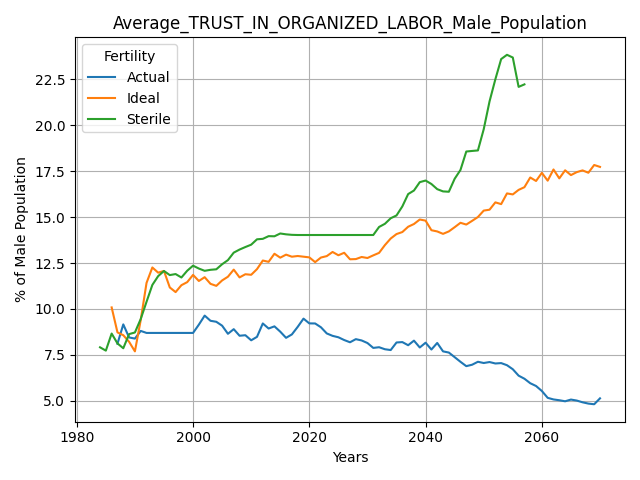 Average_TRUST_IN_ORGANIZED_LABOR_Male_Population
Fertility
Actual
Ideal
Sterile
% of Male Population
22.5
20.0
17.5
15.0
12.5
10.0
7.5
5.0
1980
2000
2020
2040
2060
Years